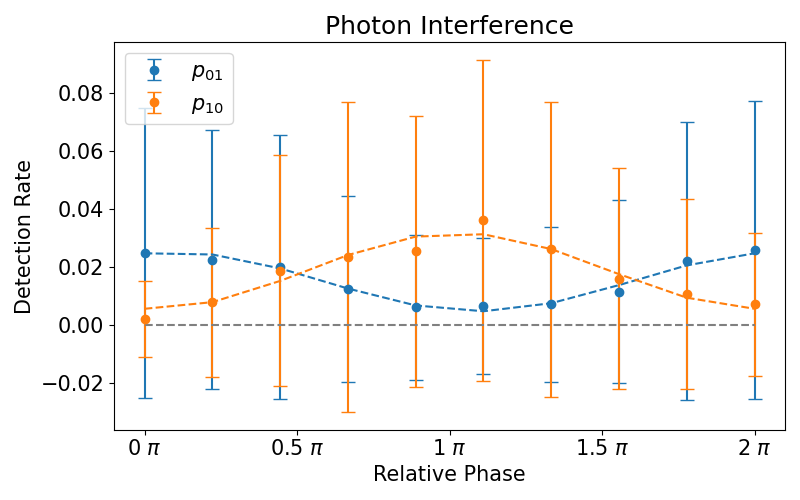 Photon Interference
p01
p10
Detection Rate
0.08
0.06
0.04
0.02
0.00
−0.02
0 π 0.5 π 1 π 1.5 π 2 π
Relative Phase